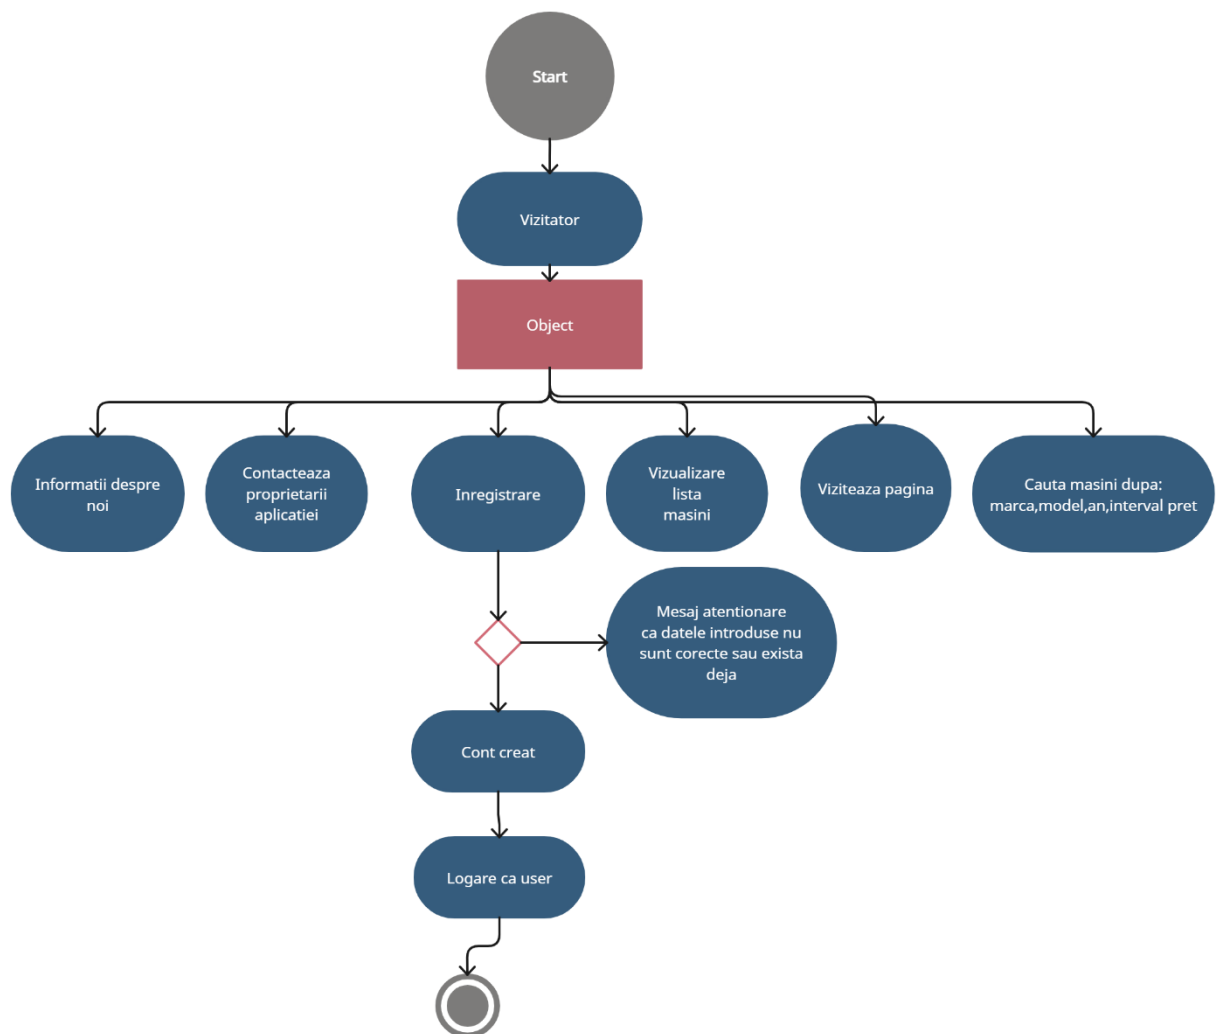 Start
Vizitator
Object
Informatii despre
noi
Contacteaza
proprietarii
aplicatiei
Inregistrare
Vizualizare
lista
masini
Viziteaza pagina
Cauta masini dupa:
marca,model,an,interval pret
Mesaj atentionare
ca datele introduse nu
sunt corecte sau exista
deja
Cont creat
Logare ca user